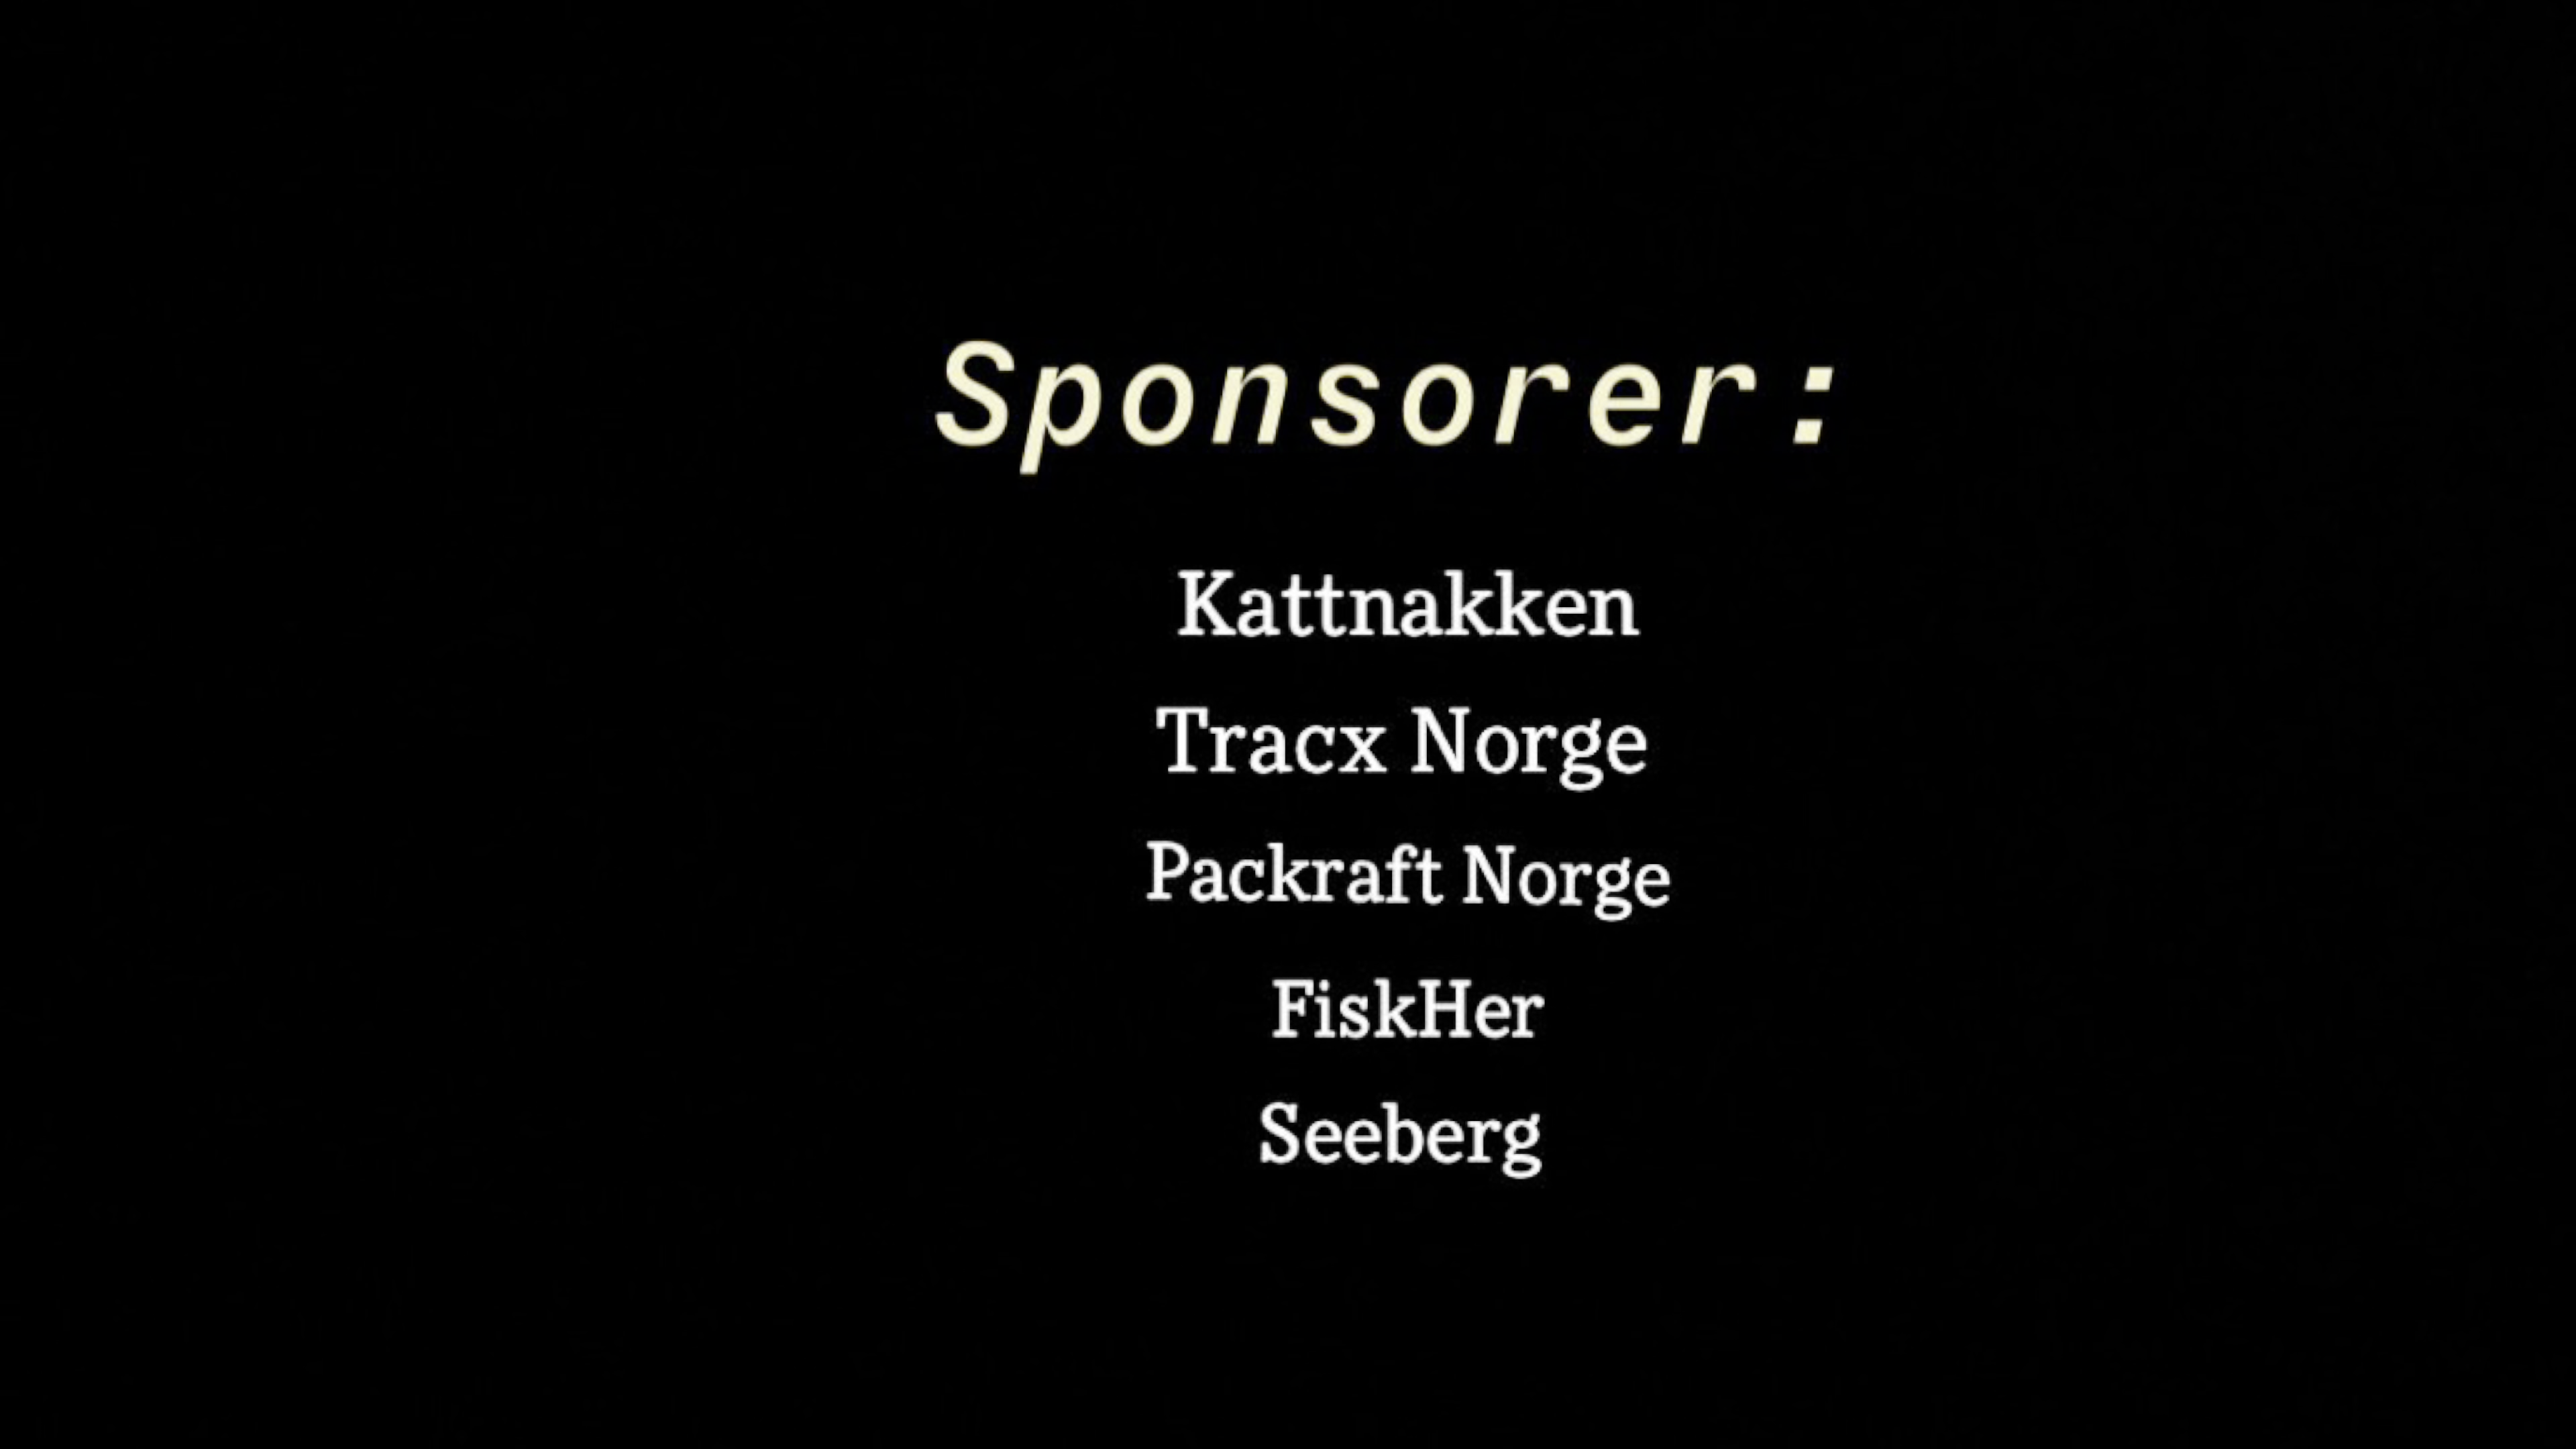 Sponsorer:
Kattnakken
Tracx Norge
Packraft Norge
FiskHer
Seeberg